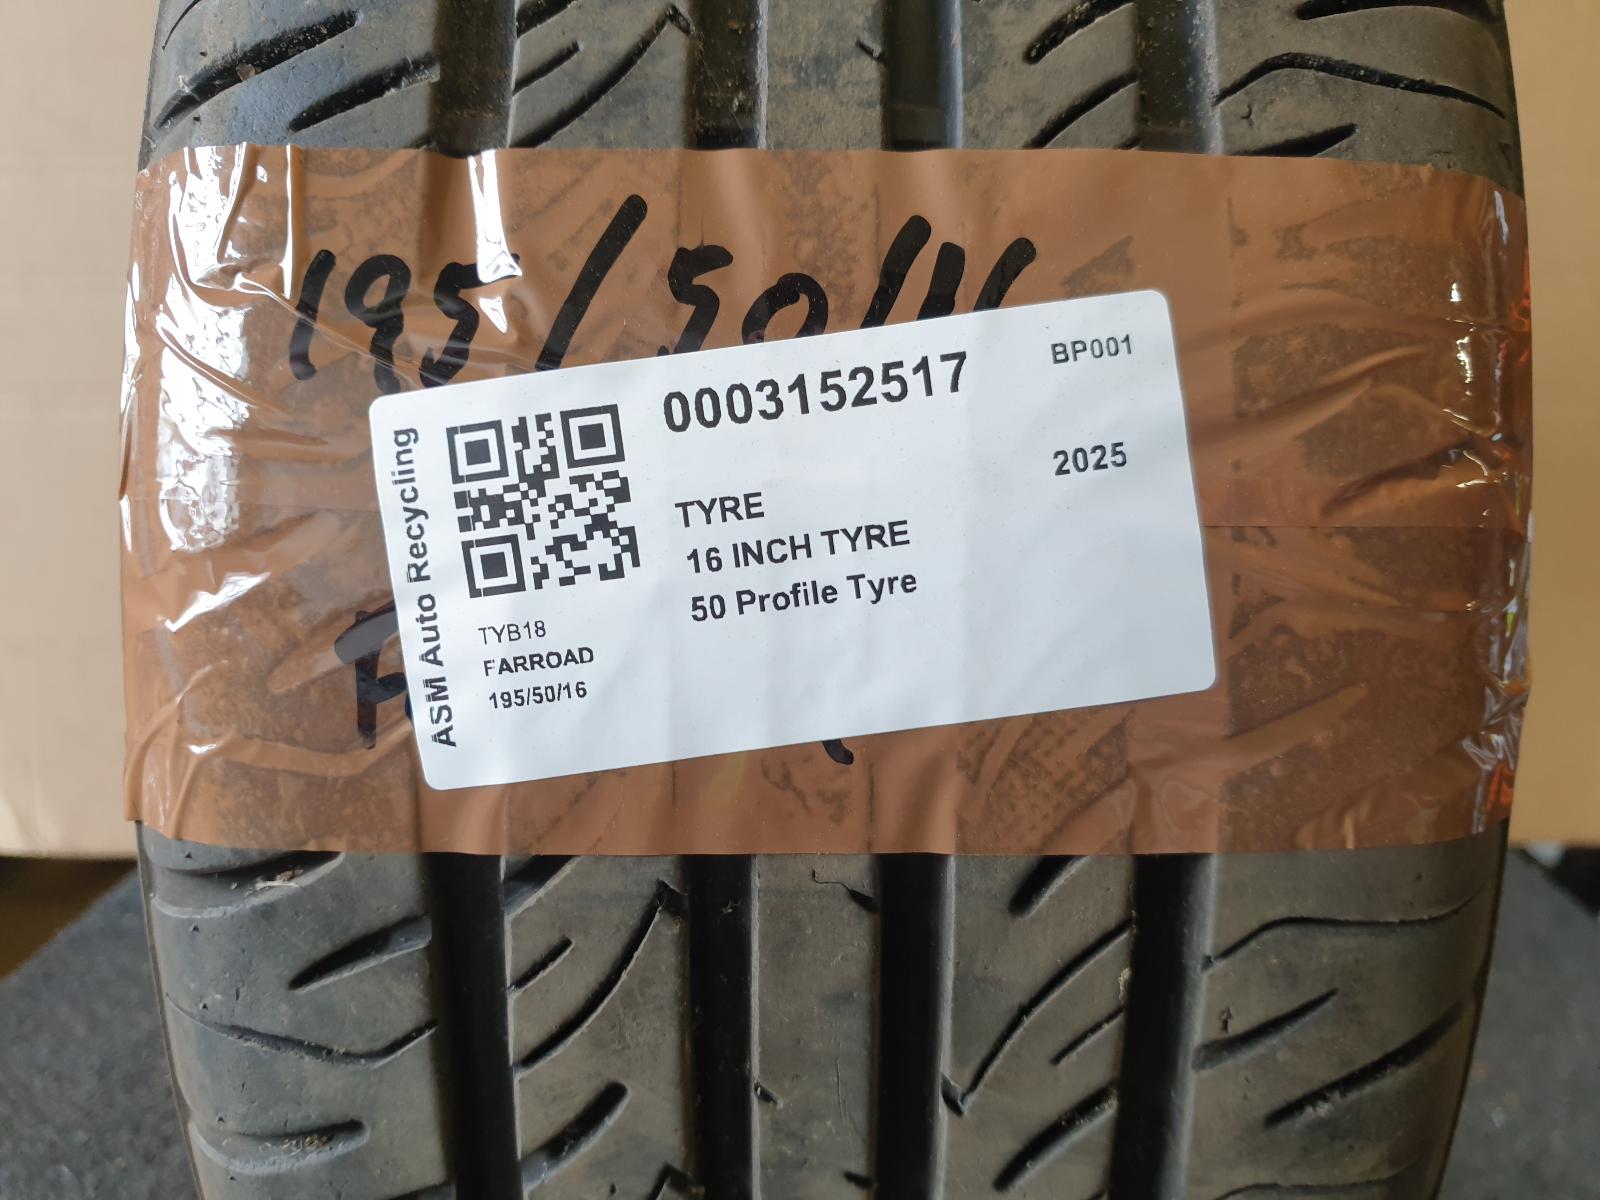 195/50/16
0003152517
BP001
2025
TYRE
16 INCH TYRE
50 Profile Tyre
ASM Auto Recycling
TYB18
FARROAD
195/50/16